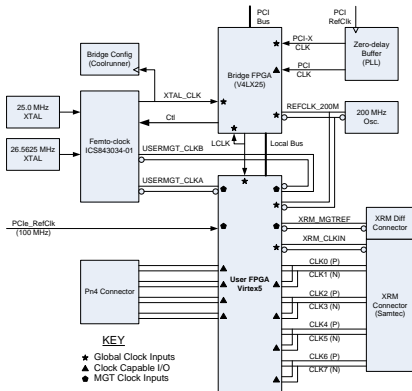 PCI
Bus
PCI
RefClk
Bridge Config
(Coolrunner)
Bridge FPGA
(V4LX25)
PCI-X
CLK
PCI
CLK
Zero-delay
Buffer
(PLL)
XTAL_CLK
Ctl
REFCLK_200M
200 MHz
Osc.
25.0 MHz
XTAL
26.5625 MHz
XTAL
Femto-clock
ICS843034-01
LCLK
Local Bus
USERMGT_CLKB
USERMGT_CLKA
PCIe_RefClk
(100 MHz)
XRM_MGTREF
XRM Diff
Connector
XRM_CLKIN
User FPGA
Virtex5
Pn4 Connector
CLK0 (P)
CLK1 (N)
CLK2 (P)
CLK3 (N)
CLK4 (P)
CLK5 (N)
CLK6 (P)
CLK7 (N)
XRM
Connector
(Samtec)
KEY
Global Clock Inputs
Clock Capable I/O
MGT Clock Inputs